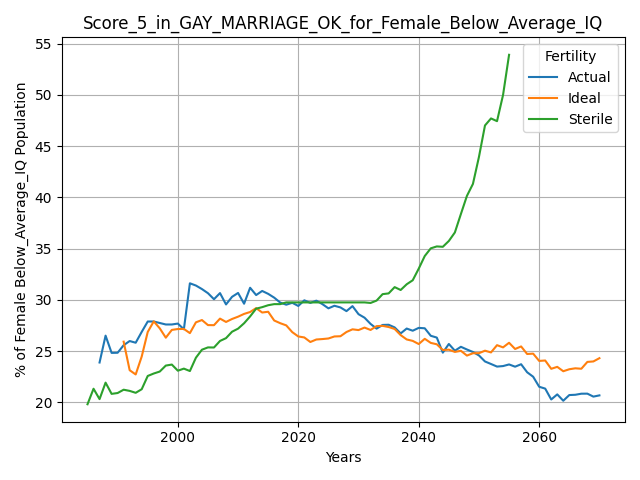 Score_5_in_GAY_MARRIAGE_OK_for_Female_Below_Average_IQ
% of Female Below_Average_IQ Population
55
50
45
40
35
30
25
20
Fertility
Actual
Ideal
Sterile
2000 2020 2040 2060
Years